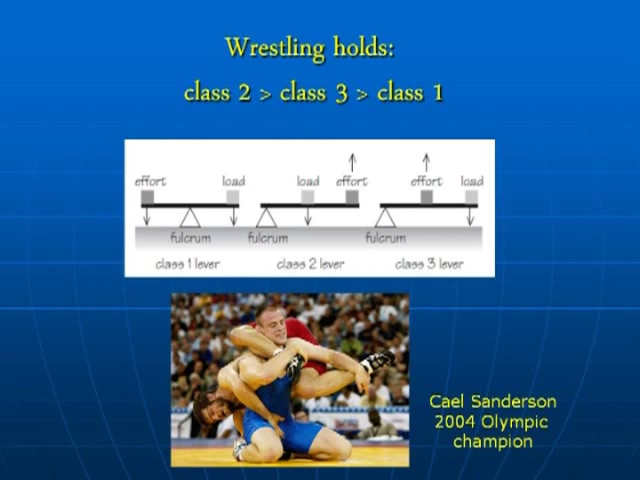 Wrestling holds:
class 2 > class 3 > class 1
effort load load effort effort load
fulcrum fulcrum fulcrum
class 1 lever class 2 lever class 3 lever
Cael Sanderson
2004 Olympic
champion